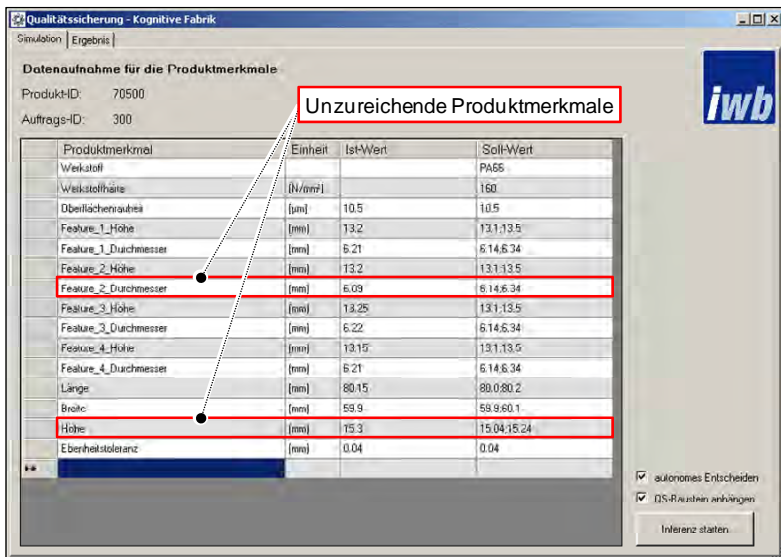 Qualitätssicherung - Kognitive Fabrik
Simulation Ergebnis
Datenaufnahme für die Produktmerkmale
Produkt-ID: 70500
Unzureichende Produktmerkmale
iwb
Auftrags-ID: 300
Produktmerkmal Einheit Ist-Wert Soll-Wert
Werkstoff PA66
Werkstoffhärte [N/mm²] 160
Oberflächenrauheit [µm] 10.5 10.5
Feature_1_Höhe [mm] 13.2 13.1;13.5
Feature_1_Durchmesser [mm] 6.21 6.14;6.34
Feature_2_Höhe [mm] 13.2 13.1;13.5
Feature_2_Durchmesser [mm] 6.09 6.14;6.34
Feature_3_Höhe [mm] 13.25 13.1;13.5
Feature_3_Durchmesser [mm] 6.22 6.14;6.34
Feature_4_Höhe [mm] 13.15 13.1;13.5
Feature_4_Durchmesser [mm] 6.21 6.14;6.34
Länge [mm] 80.15 80.0;80.2
Breite [mm] 59.9 59.9;60.1
Höhe [mm] 15.3 15.04;15.24
Ebenheitstoleranz [mm] 0.04 0.04
autonomes Entscheiden
QS-Baustein anhängen
Inferenz starten